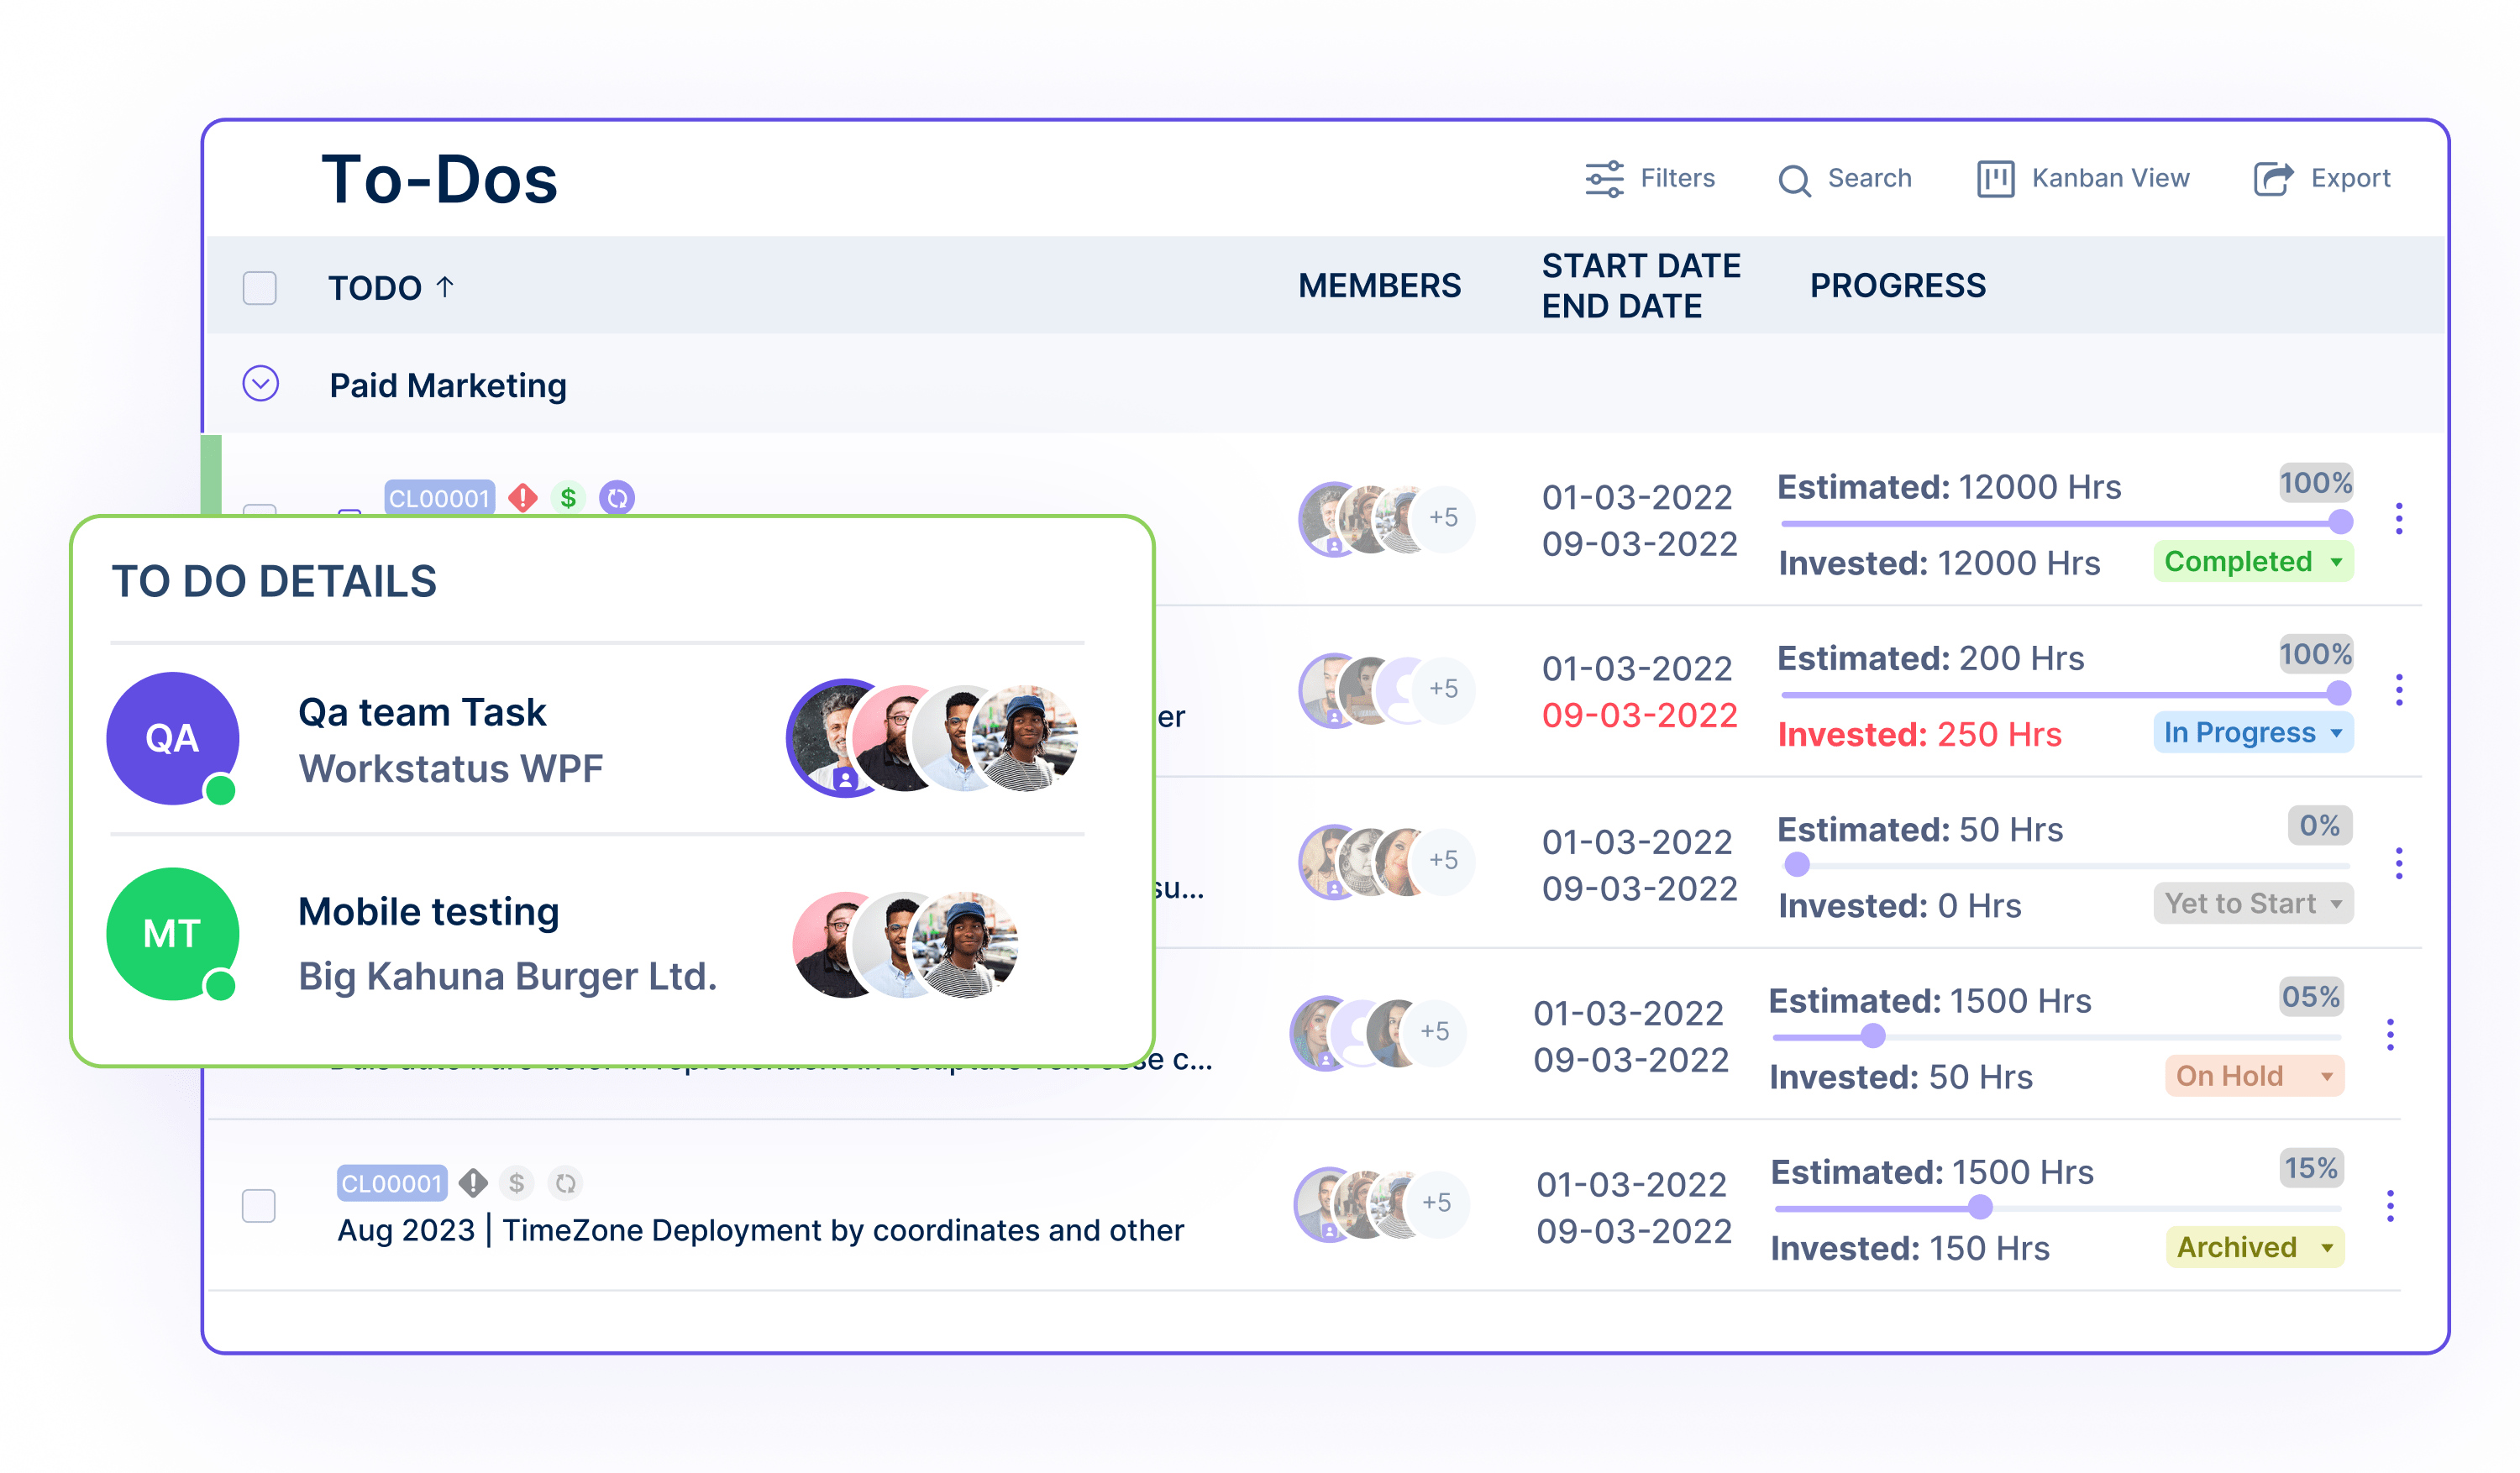 To-Dos
Filters
Search
Kanban View
Export
TODO ↑
MEMBERS
START DATE
END DATE
PROGRESS
Paid Marketing
CL00001
+5
01-03-2022
09-03-2022
Estimated: 12000 Hrs
100%
Invested: 12000 Hrs
Completed
TO DO DETAILS
QA
Qa team Task
Workstatus WPF
MT
Mobile testing
Big Kahuna Burger Ltd.
er
+5
01-03-2022
09-03-2022
Estimated: 200 Hrs
100%
Invested: 250 Hrs
In Progress
su...
+5
01-03-2022
09-03-2022
Estimated: 50 Hrs
0%
Invested: 0 Hrs
Yet to Start
c...
+5
01-03-2022
09-03-2022
Estimated: 1500 Hrs
05%
Invested: 50 Hrs
On Hold
CL00001
Aug 2023 | TimeZone Deployment by coordinates and other
+5
01-03-2022
09-03-2022
Estimated: 1500 Hrs
15%
Invested: 150 Hrs
Archived